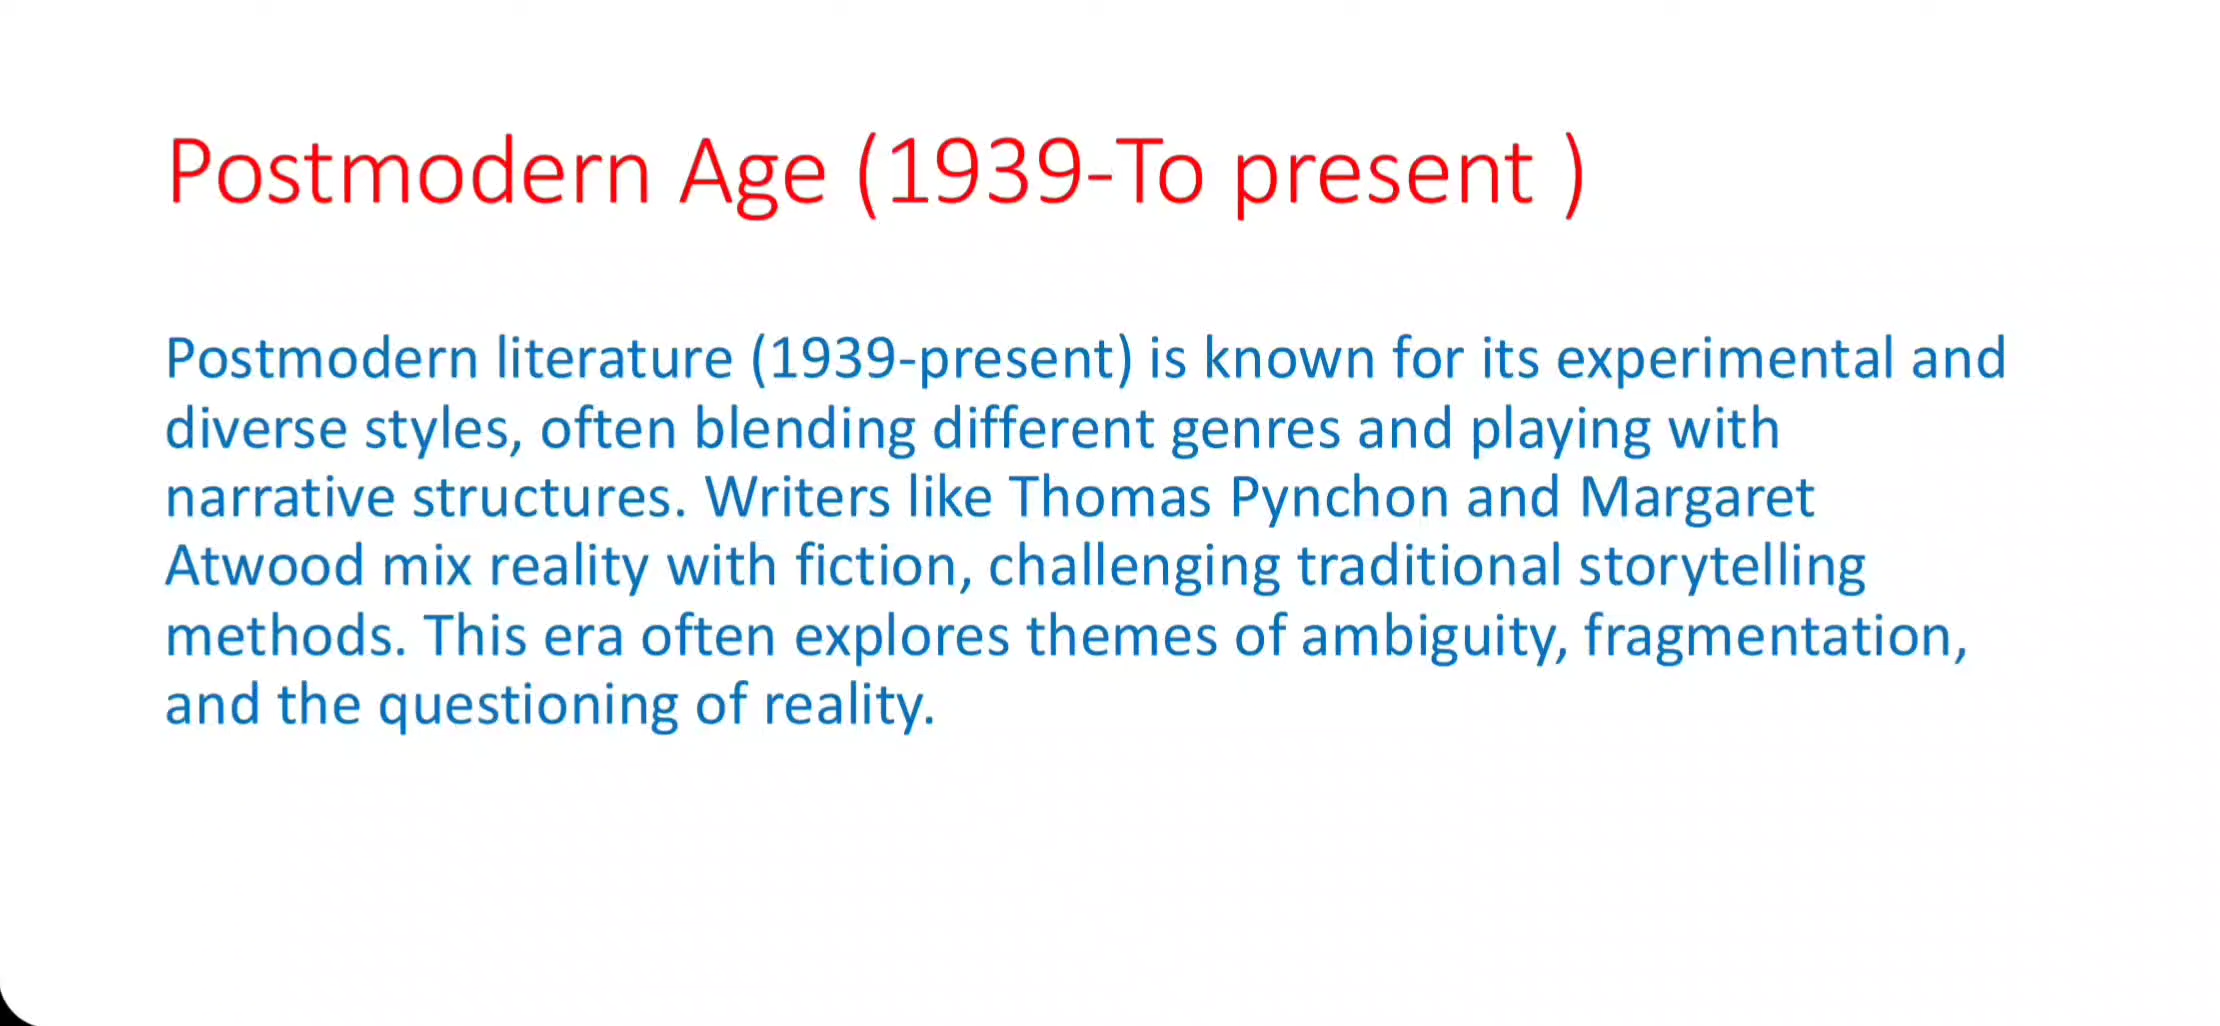 Postmodern Age (1939-To present )
Postmodern literature (1939-present) is known for its experimental and
diverse styles, often blending different genres and playing with
narrative structures. Writers like Thomas Pynchon and Margaret
Atwood mix reality with fiction, challenging traditional storytelling
methods. This era often explores themes of ambiguity, fragmentation,
and the questioning of reality.